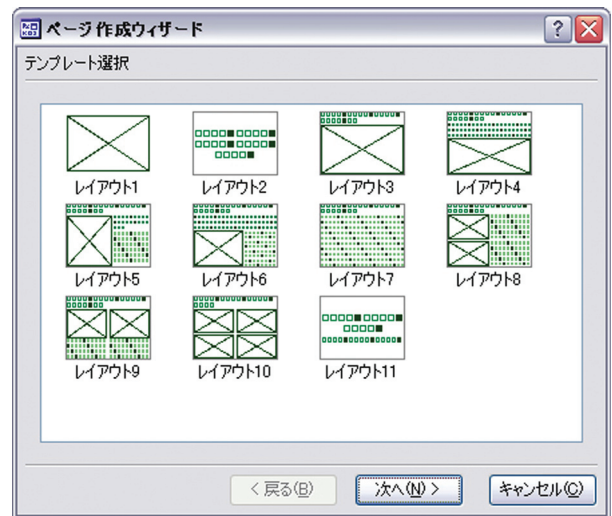 ページ作成ウィザード
テンプレート選択
レイアウト1
レイアウト2
レイアウト3
レイアウト4
レイアウト5
レイアウト6
レイアウト7
レイアウト8
レイアウト9
レイアウト10
レイアウト11
< 戻る(B)
次へ(N) >
キャンセル(C)